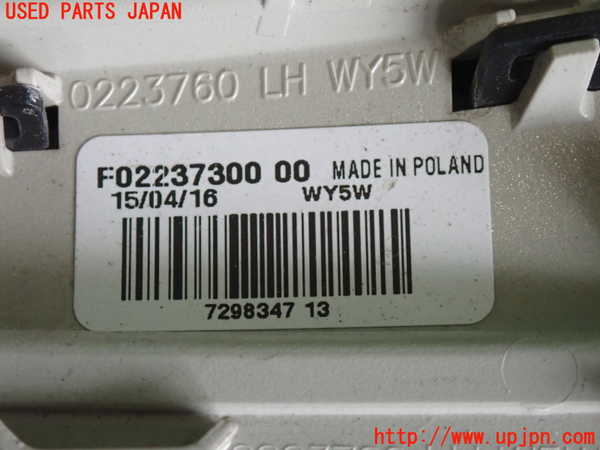 USED PARTS JAPAN
0223760 LH WY5W
F02237300 00 MADE IN POLAND
15/04/16 WY5W
7298347 13
http://www.upjpn.com